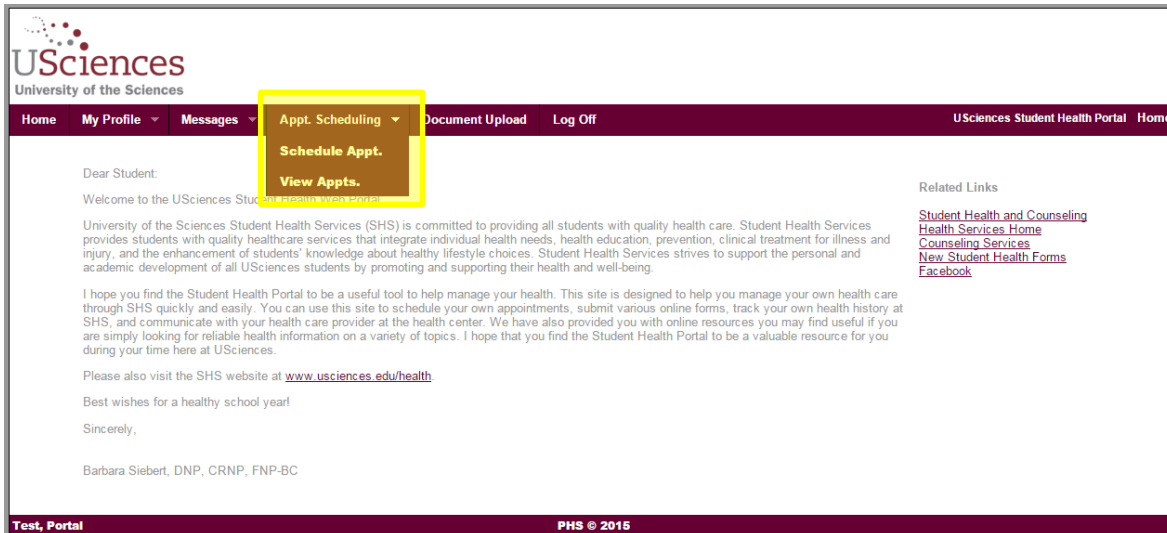 USciences
University of the Sciences
Home My Profile Messages Appt. Scheduling Document Upload Log Off USciences Student Health Portal Home
Schedule Appt.
View Appts.
Dear Student:
Welcome to the USciences Student Health Web Portal
University of the Sciences Student Health Services (SHS) is committed to providing all students with quality health care. Student Health Services
provides students with quality healthcare services that integrate individual health needs, health education, prevention, clinical treatment for illness and
injury, and the enhancement of students' knowledge about healthy lifestyle choices. Student Health Services strives to support the personal and
academic development of all USciences students by promoting and supporting their health and well-being.
I hope you find the Student Health Portal to be a useful tool to help manage your health. This site is designed to help you manage your own health care
through SHS quickly and easily. You can use this site to schedule your own appointments, submit various online forms, track your own health history at
SHS, and communicate with your health care provider at the health center. We have also provided you with online resources you may find useful if you
are simply looking for reliable health information on a variety of topics. I hope that you find the Student Health Portal to be a valuable resource for you
during your time here at USciences.
Please also visit the SHS website at www.usciences.edu/health.
Best wishes for a healthy school year!
Sincerely,
Barbara Siebert, DNP, CRNP, FNP-BC
Related Links
Student Health and Counseling
Health Services Home
Counseling Services
New Student Health Forms
Facebook
Test, Portal PHS © 2015